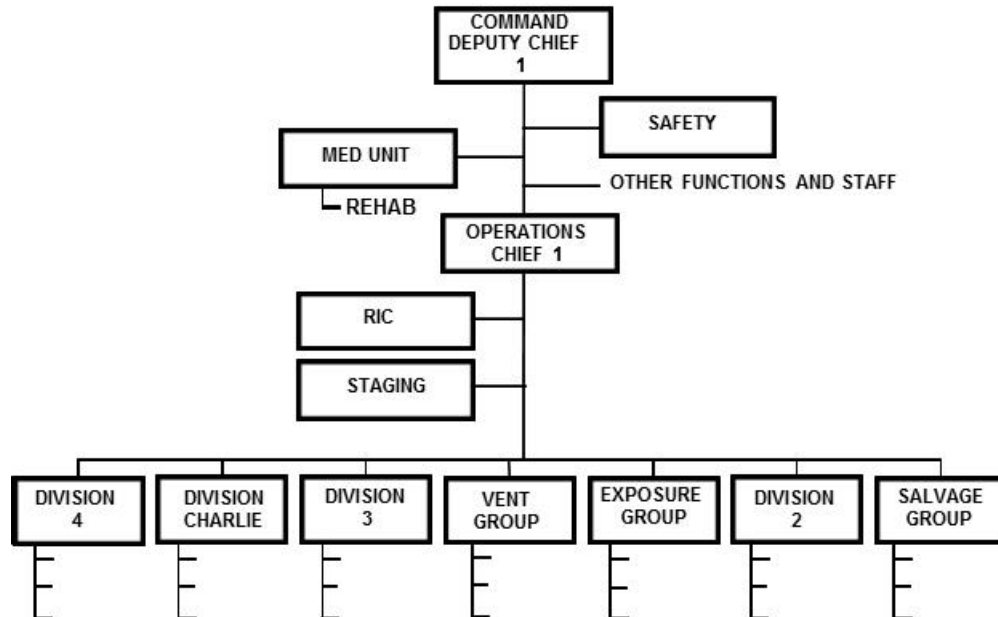 COMMAND
DEPUTY CHIEF
1
SAFETY
MED UNIT
OTHER FUNCTIONS AND STAFF
REHAB
OPERATIONS
CHIEF 1
RIC
STAGING
DIVISION
4
DIVISION
CHARLIE
DIVISION
3
VENT
GROUP
EXPOSURE
GROUP
DIVISION
2
SALVAGE
GROUP